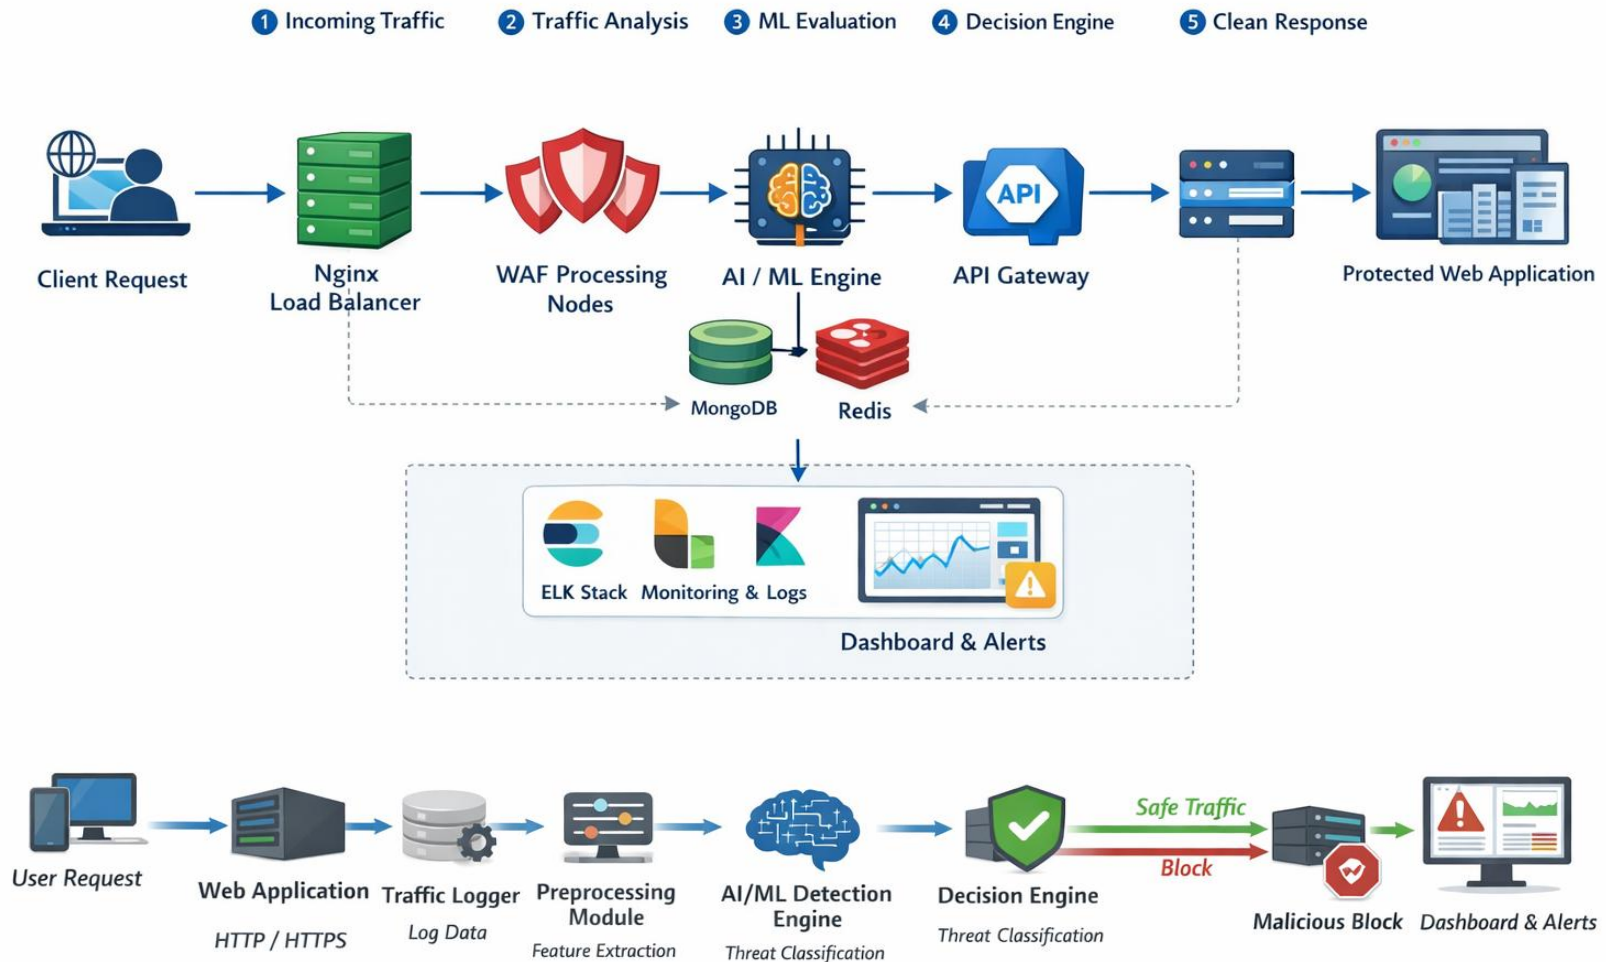 1 Incoming Traffic
2 Traffic Analysis
3 ML Evaluation
4 Decision Engine
5 Clean Response
Client Request
Nginx
Load Balancer
WAF Processing
Nodes
AI / ML Engine
API
API Gateway
Protected Web Application
MongoDB
Redis
ELK Stack
Monitoring & Logs
Dashboard & Alerts
User Request
Web Application
HTTP / HTTPS
Traffic Logger
Log Data
Preprocessing
Module
Feature Extraction
AI/ML Detection
Engine
Threat Classification
Decision Engine
Threat Classification
Safe Traffic
Block
Malicious Block
Dashboard & Alerts